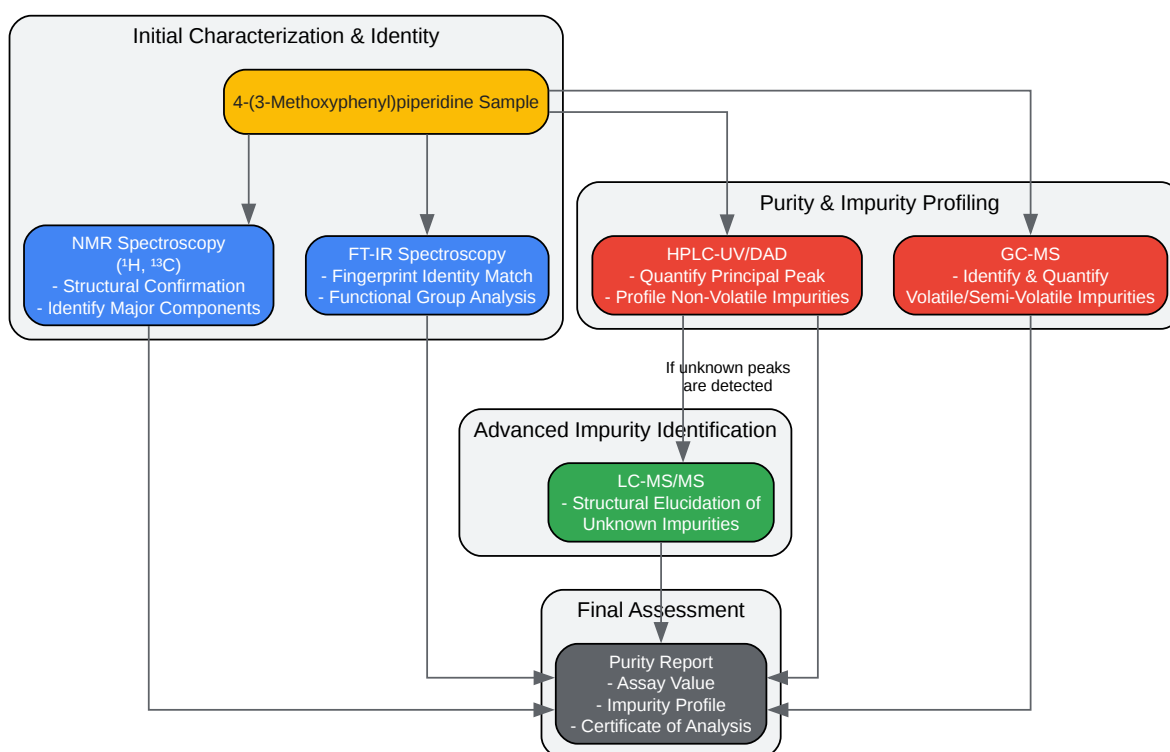 Initial Characterization & Identity
4-(3-Methoxyphenyl)piperidine Sample
Purity & Impurity Profiling
NMR Spectroscopy
(¹H, ¹³C)
- Structural Confirmation
- Identify Major Components
FT-IR Spectroscopy
- Fingerprint Identity Match
- Functional Group Analysis
HPLC-UV/DAD
- Quantify Principal Peak
- Profile Non-Volatile Impurities
GC-MS
- Identify & Quantify
Volatile/Semi-Volatile Impurities
If unknown peaks
are detected
Advanced Impurity Identification
LC-MS/MS
- Structural Elucidation of
Unknown Impurities
Final Assessment
Purity Report
- Assay Value
- Impurity Profile
- Certificate of Analysis